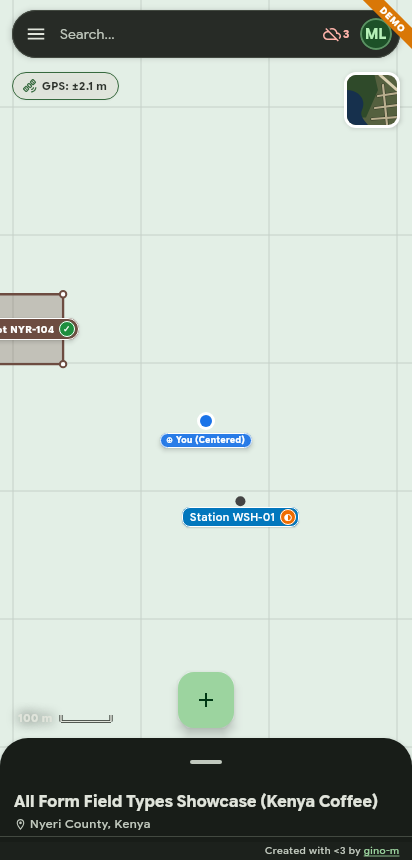 DEMO
Search...
3
ML
GPS: ±2.1 m
ot NYR-104
You (Centered)
Station WSH-01
100 m
All Form Field Types Showcase (Kenya Coffee)
Nyeri County, Kenya
Created with <3 by gino-m